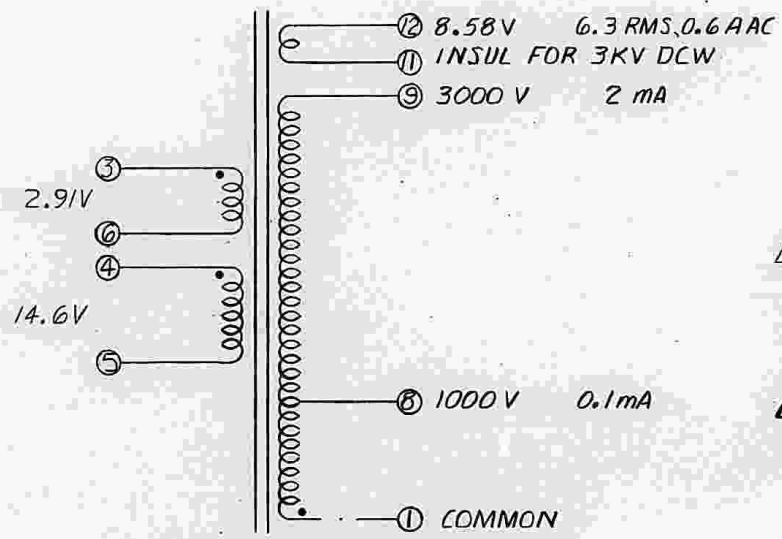 ⑫ 8.58V 6.3 RMS, 0.6A AC
⑪ INSUL FOR 3KV DCW
⑨ 3000 V 2 mA
③
2.91V
⑥
④
14.6V
⑤
⑧ 1000 V 0.1mA
① COMMON